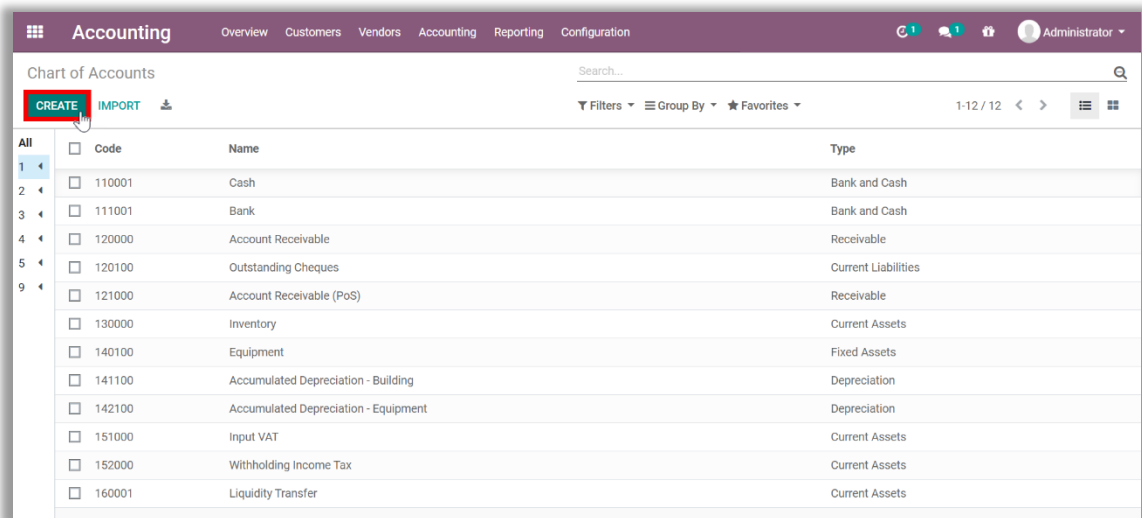 Accounting Overview Customers Vendors Accounting Reporting Configuration 1 1 Administrator
Chart of Accounts Search...
CREATE IMPORT Filters Group By Favorites 1-12 / 12
All Code Name Type
1
110001 Cash Bank and Cash
2
111001 Bank Bank and Cash
3
120000 Account Receivable Receivable
4
120100 Outstanding Cheques Current Liabilities
5
121000 Account Receivable (PoS) Receivable
9
130000 Inventory Current Assets
140100 Equipment Fixed Assets
141100 Accumulated Depreciation - Building Depreciation
142100 Accumulated Depreciation - Equipment Depreciation
151000 Input VAT Current Assets
152000 Withholding Income Tax Current Assets
160001 Liquidity Transfer Current Assets